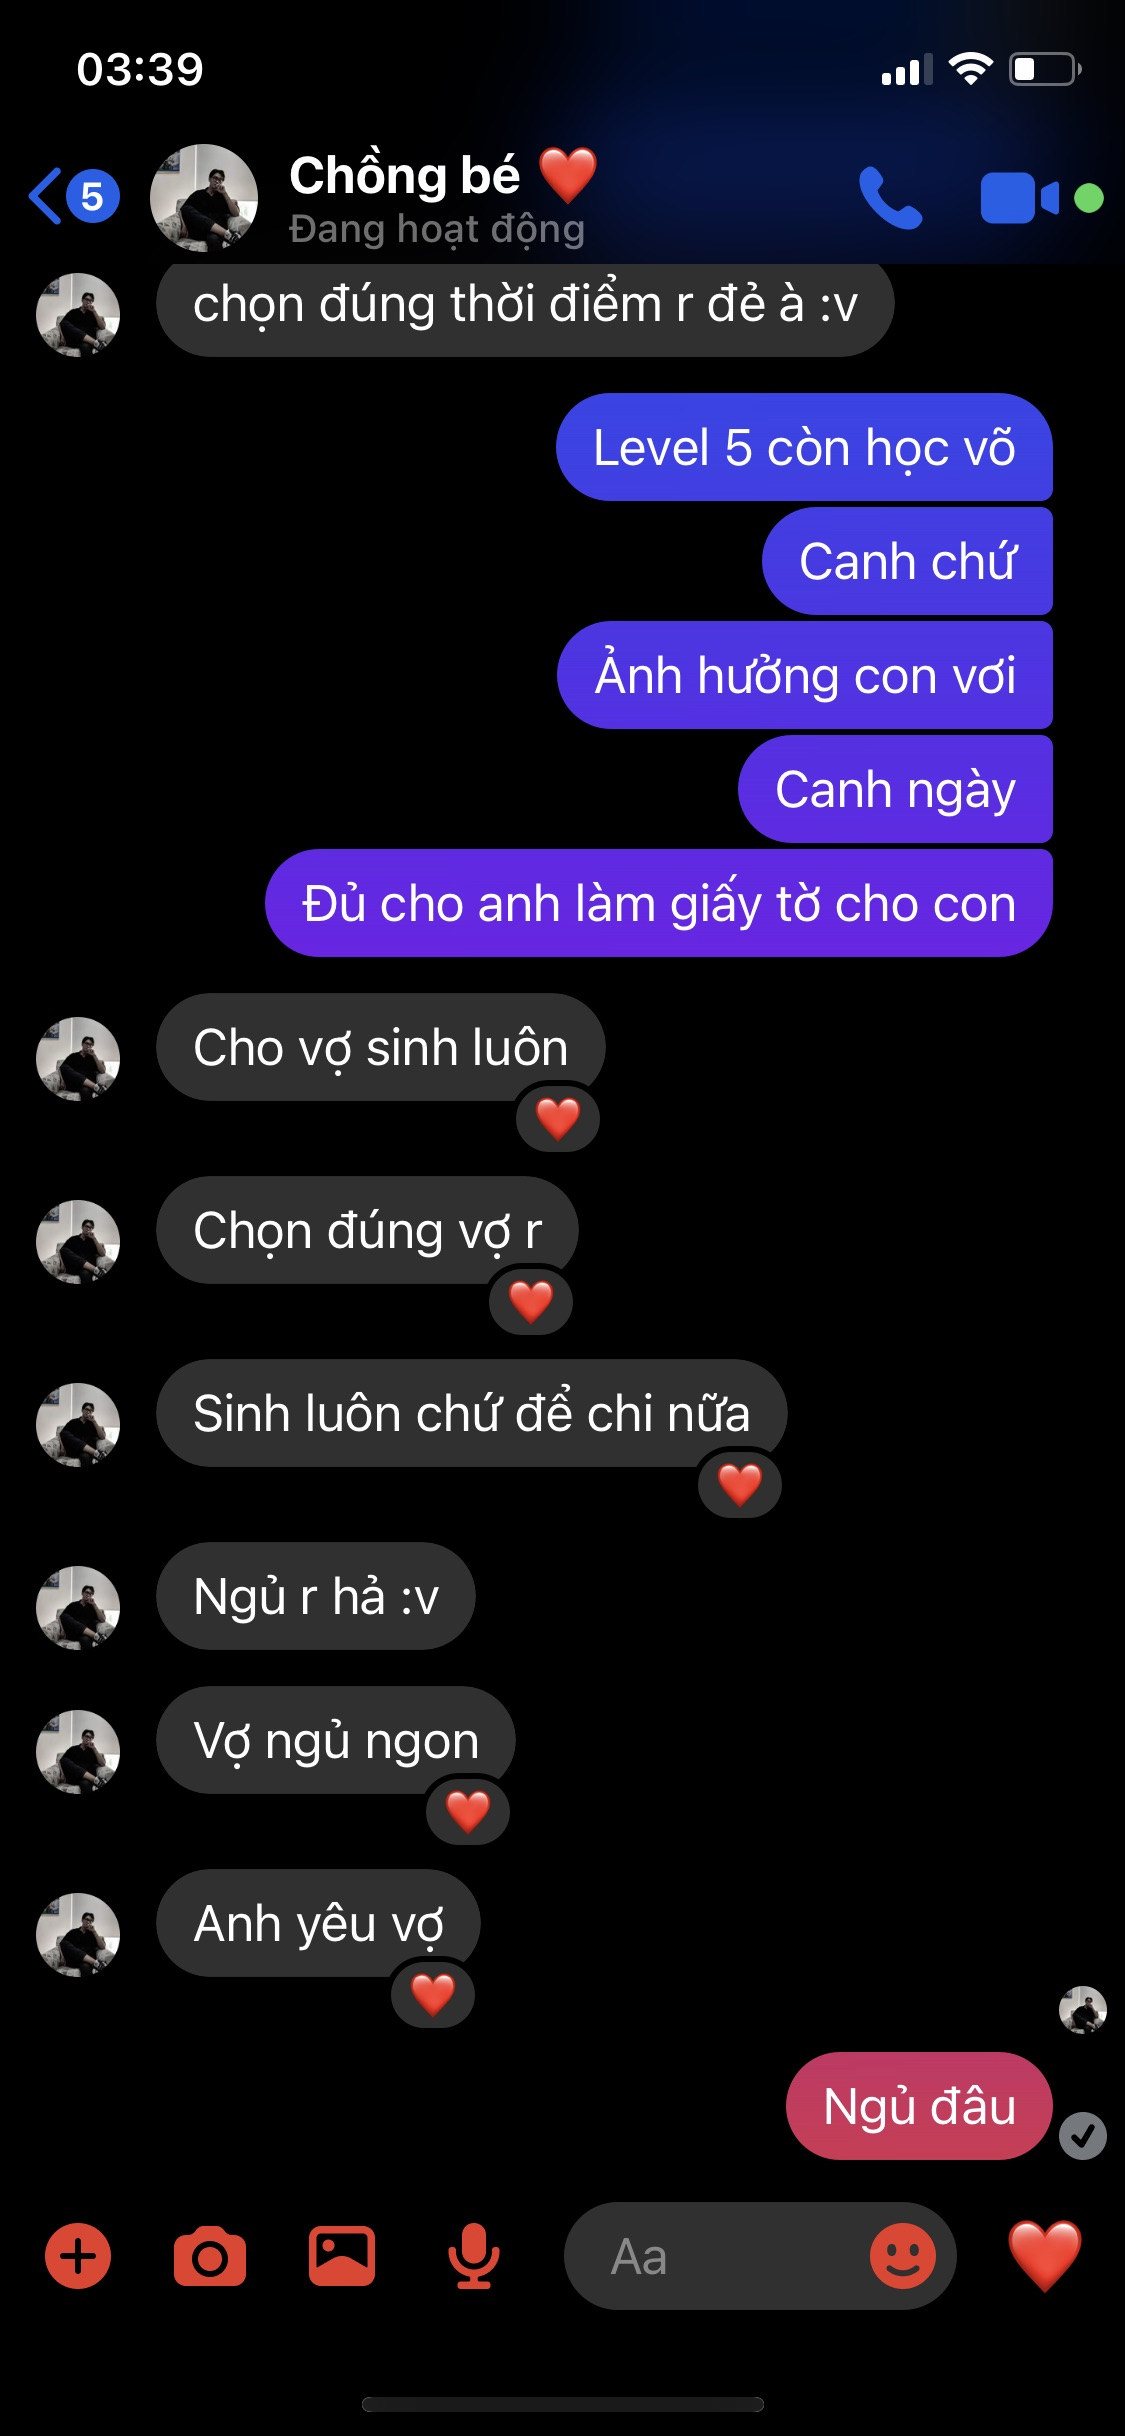 03:39
5
Chồng bé ❤️
Đang hoạt động
chọn đúng thời điểm r đẻ à :v
Level 5 còn học võ
Canh chứ
Ảnh hưởng con vơi
Canh ngày
Đủ cho anh làm giấy tờ cho con
Cho vợ sinh luôn
Chọn đúng vợ r
Sinh luôn chứ để chi nữa
Ngủ r hả :v
Vợ ngủ ngon
Anh yêu vợ
Ngủ đâu
Aa